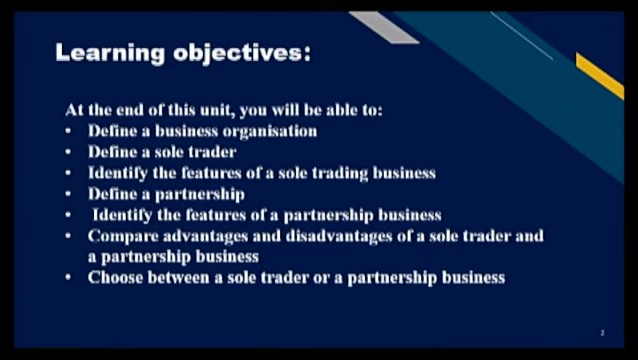 Learning objectives:
At the end of this unit, you will be able to:
• Define a business organisation
• Define a sole trader
• Identify the features of a sole trading business
• Define a partnership
• Identify the features of a partnership business
• Compare advantages and disadvantages of a sole trader and
a partnership business
• Choose between a sole trader or a partnership business
2